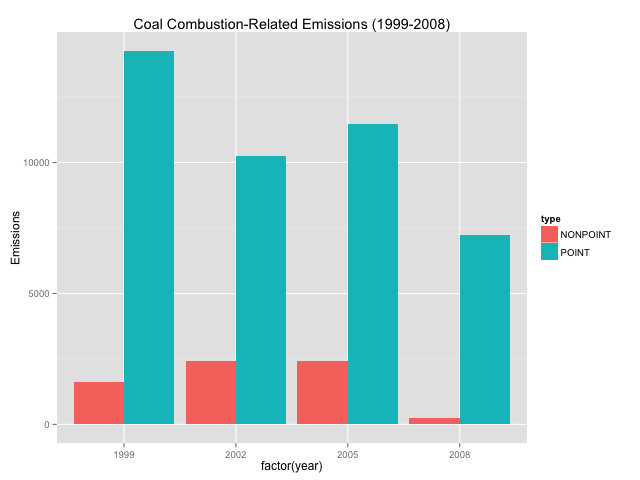 Coal Combustion-Related Emissions (1999-2008)
Emissions
10000
5000
0
1999 2002 2005 2008
factor(year)
type
NONPOINT
POINT